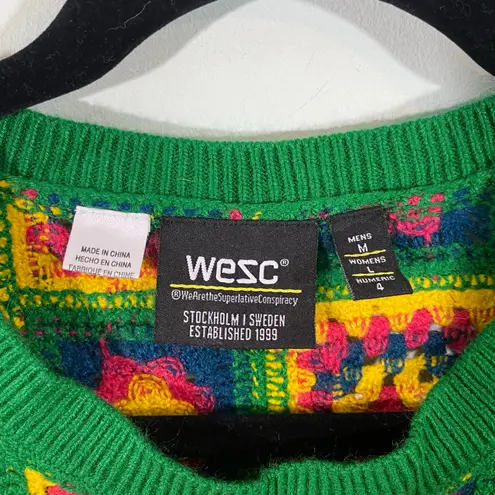 MADE IN CHINA
HECHO EN CHINA
FABRIQUÉ EN CHINE
wesc®
®WeAretheSuperlativeConspiracy
STOCKHOLM | SWEDEN
ESTABLISHED 1999
MENS
M
WOMENS
L
NUMERIC
4